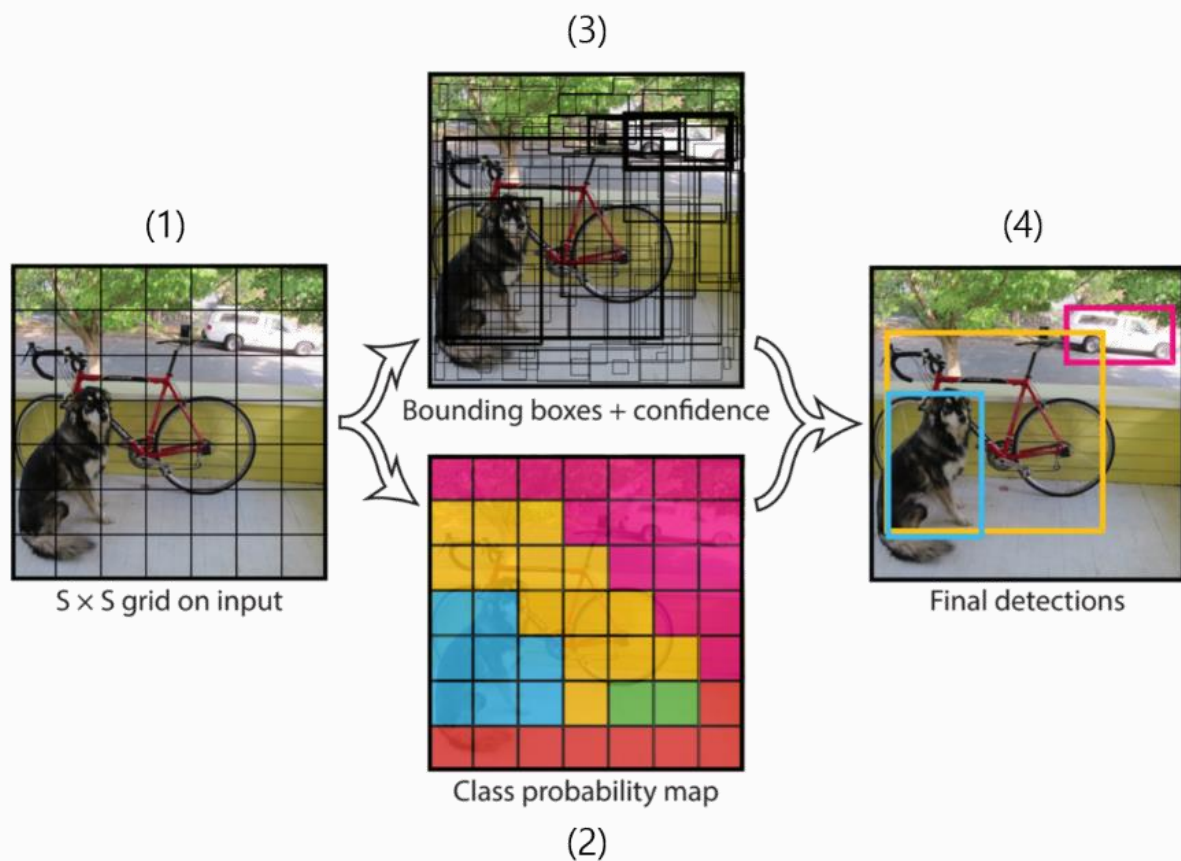 (3)
(1)
(4)
Bounding boxes + confidence
S × S grid on input
Final detections
Class probability map
(2)